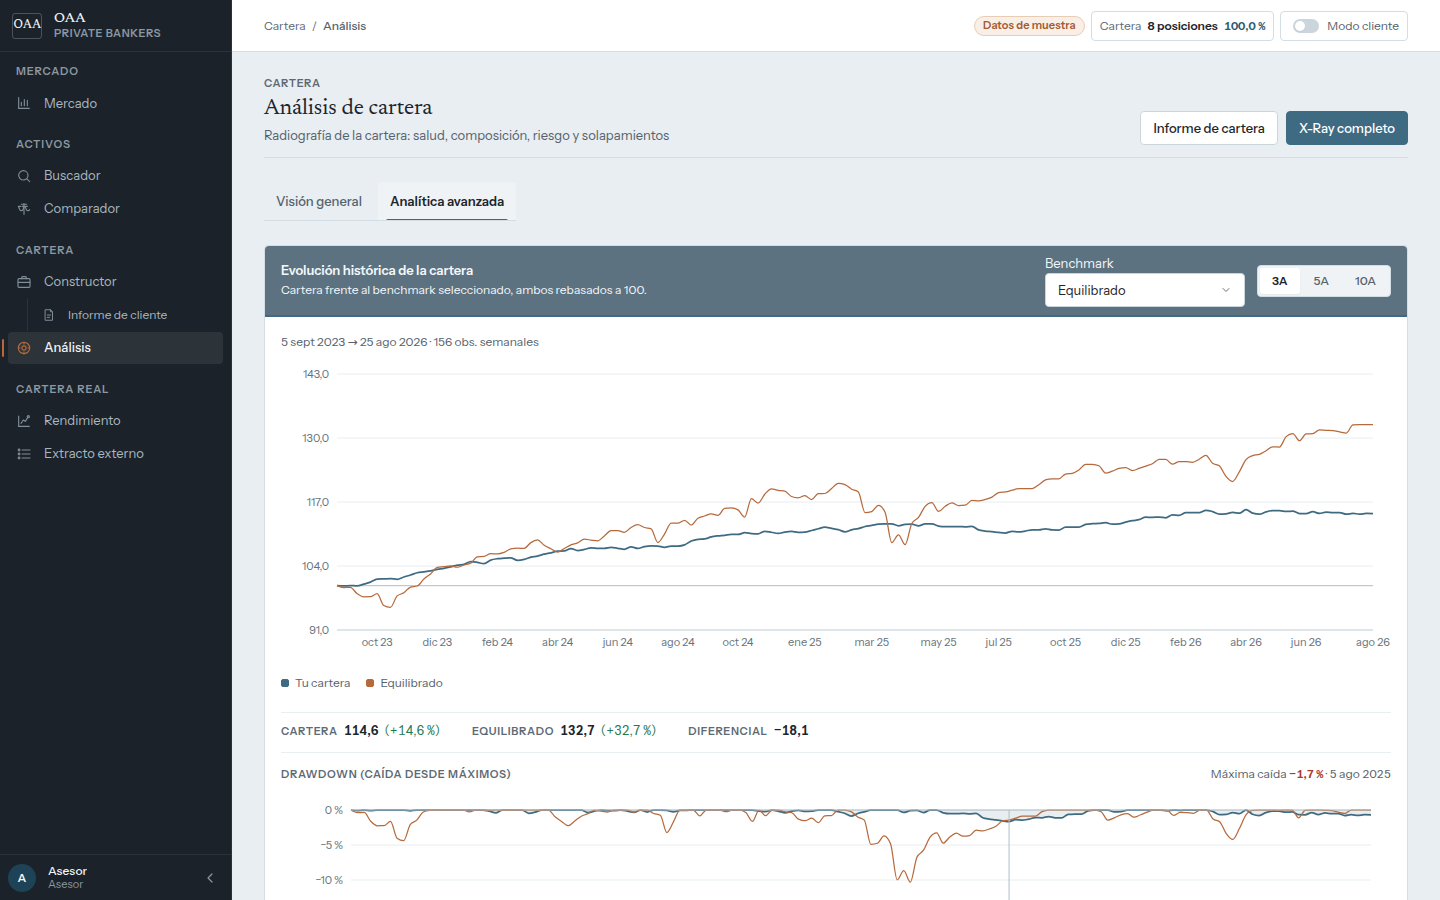 OAA
OAA
PRIVATE BANKERS
MERCADO
Mercado
ACTIVOS
Buscador
Comparador
CARTERA
Constructor
Informe de cliente
Análisis
CARTERA REAL
Rendimiento
Extracto externo
A
Asesor
Asesor
Cartera / Análisis
Datos de muestra
Cartera 8 posiciones 100,0 %
Modo cliente
CARTERA
Análisis de cartera
Radiografía de la cartera: salud, composición, riesgo y solapamientos
Informe de cartera
X-Ray completo
Visión general
Analítica avanzada
Evolución histórica de la cartera
Cartera frente al benchmark seleccionado, ambos rebasados a 100.
Benchmark
Equilibrado
3A 5A 10A
5 sept 2023 → 25 ago 2026 · 156 obs. semanales
143,0
130,0
117,0
104,0
91,0
oct 23 dic 23 feb 24 abr 24 jun 24 ago 24 oct 24 ene 25 mar 25 may 25 jul 25 oct 25 dic 25 feb 26 abr 26 jun 26 ago 26
Tu cartera Equilibrado
CARTERA 114,6 (+14,6 %) EQUILIBRADO 132,7 (+32,7 %) DIFERENCIAL −18,1
DRAWDOWN (CAÍDA DESDE MÁXIMOS)
Máxima caída −1,7 % · 5 ago 2025
0 %
−5 %
−10 %